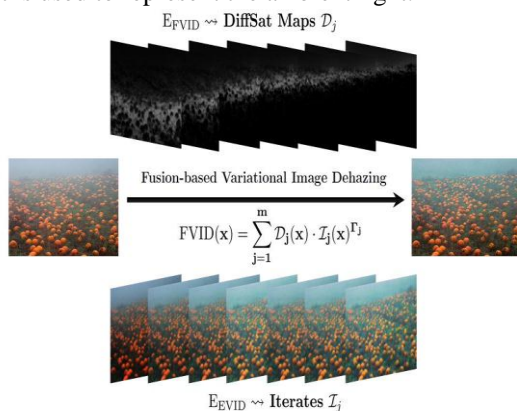 E_FVID ⇝ DiffSat Maps 𝒟_j
Fusion-based Variational Image Dehazing
FVID(x) = ∑_{j=1}^{m} 𝒟_j(x) · ℐ_j(x)^{Γ_j}
E_EVID ⇝ Iterates ℐ_j